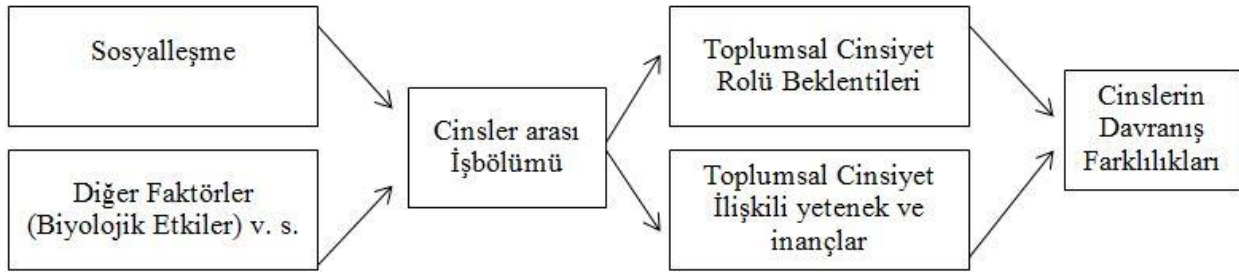 Sosyalleşme
Diğer Faktörler
(Biyolojik Etkiler) v. s.
Cinsler arası
İşbölümü
Toplumsal Cinsiyet
Rolü Beklentileri
Toplumsal Cinsiyet
İlişkili yetenek ve
inançlar
Cinslerin
Davranış
Farklılıkları